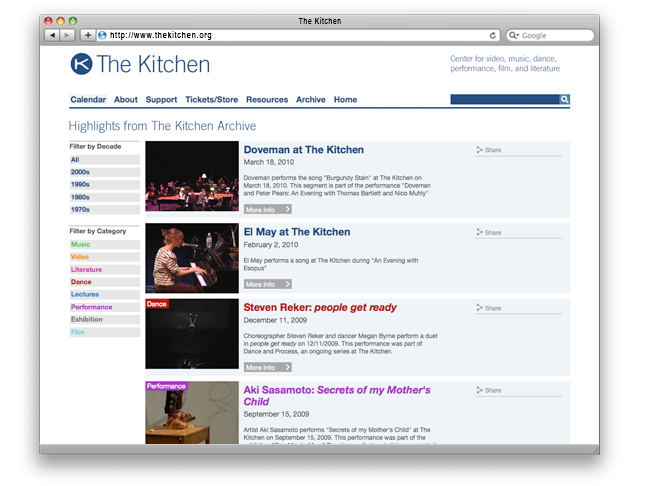 The Kitchen
http://www.thekitchen.org
Google
The Kitchen
Center for video, music, dance,
performance, film, and literature
Calendar About Support Tickets/Store Resources Archive Home
Highlights from The Kitchen Archive
Filter by Decade
All
2000s
1990s
1980s
1970s
Filter by Category
Music
Video
Literature
Dance
Lectures
Performance
Exhibition
Film
Doveman at The Kitchen
March 18, 2010
Doveman performs the song "Burgundy Stain" at The Kitchen on
March 18, 2010. This segment is part of the performance "Doveman
and Peter Pears: An Evening with Thomas Bartlett and Nico Muhly"
More Info
Share
El May at The Kitchen
February 2, 2010
El May performs a song at The Kitchen during "An Evening with
Esopus"
More Info
Share
Dance
Steven Reker: people get ready
December 11, 2009
Choreographer Steven Reker and dancer Megan Byrne perform a duet
in people get ready on 12/11/2009. This performance was part of
Dance and Process, an ongoing series at The Kitchen.
More Info
Share
Performance
Aki Sasamoto: Secrets of my Mother's
Child
September 15, 2009
Artist Aki Sasamoto performs "Secrets of my Mother's Child" at The
Kitchen on September 15, 2009. This performance was part of the
Share